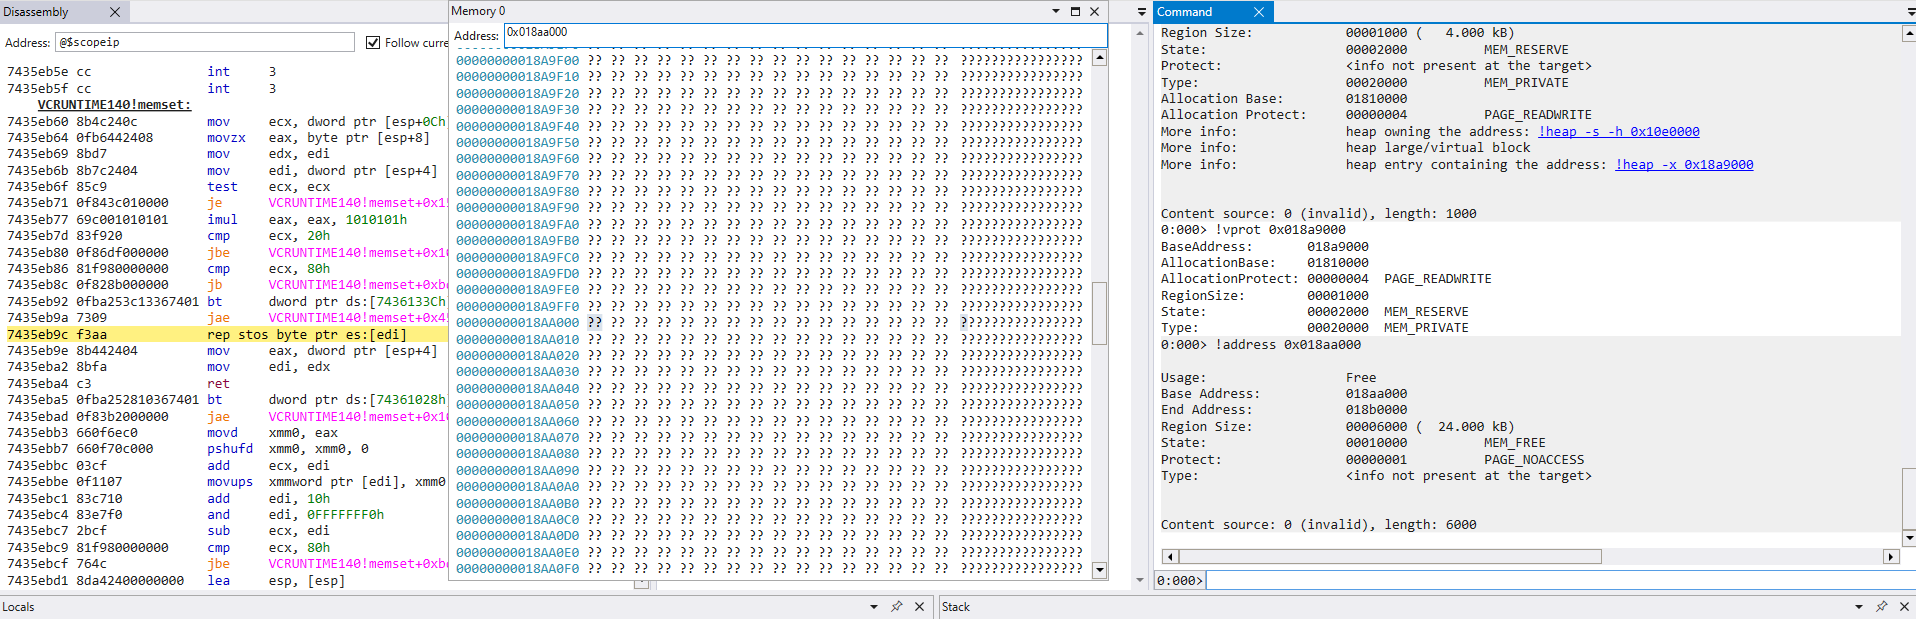 Disassembly
Address: @$scopeip Follow curre
7435eb5e cc int 3
7435eb5f cc int 3
VCRUNTIME140!memset:
7435eb60 8b4c240c mov ecx, dword ptr [esp+0Ch
7435eb64 0fb6442408 movzx eax, byte ptr [esp+8]
7435eb69 8bd7 mov edx, edi
7435eb6b 8b7c2404 mov edi, dword ptr [esp+4]
7435eb6f 85c9 test ecx, ecx
7435eb71 0f843c010000 je VCRUNTIME140!memset+0x15
7435eb77 69c001010101 imul eax, eax, 1010101h
7435eb7d 83f920 cmp ecx, 20h
7435eb80 0f86df000000 jbe VCRUNTIME140!memset+0x10
7435eb86 81f980000000 cmp ecx, 80h
7435eb8c 0f828b000000 jb VCRUNTIME140!memset+0xb
7435eb92 0fba253c13367401 bt dword ptr ds:[7436133Ch
7435eb9a 7309 jae VCRUNTIME140!memset+0x4
7435eb9c f3aa rep stos byte ptr es:[edi]
7435eb9e 8b442404 mov eax, dword ptr [esp+4]
7435eba2 8bfa mov edi, edx
7435eba4 c3 ret
7435eba5 0fba252810367401 bt dword ptr ds:[74361028h
7435ebad 0f83b2000000 jae VCRUNTIME140!memset+0x10
7435ebb3 660f6ec0 movd xmm0, eax
7435ebb7 660f70c000 pshufd xmm0, xmm0, 0
7435ebbc 03cf add ecx, edi
7435ebbe 0f1107 movups xmmword ptr [edi], xmm0
7435ebc1 83c710 add edi, 10h
7435ebc4 83e7f0 and edi, 0FFFFFFF0h
7435ebc7 2bcf sub ecx, edi
7435ebc9 81f980000000 cmp ecx, 80h
7435ebcf 764c jbe VCRUNTIME140!memset+0xb
7435ebd1 8da42400000000 lea esp, [esp]
Memory 0
Address: 0x018aa000
00000000018A9F00 ?? ?? ?? ?? ?? ?? ?? ?? ?? ?? ?? ?? ?? ?? ?? ?? ????????????????
00000000018A9F10 ?? ?? ?? ?? ?? ?? ?? ?? ?? ?? ?? ?? ?? ?? ?? ?? ????????????????
00000000018A9F20 ?? ?? ?? ?? ?? ?? ?? ?? ?? ?? ?? ?? ?? ?? ?? ?? ????????????????
00000000018A9F30 ?? ?? ?? ?? ?? ?? ?? ?? ?? ?? ?? ?? ?? ?? ?? ?? ????????????????
00000000018A9F40 ?? ?? ?? ?? ?? ?? ?? ?? ?? ?? ?? ?? ?? ?? ?? ?? ????????????????
00000000018A9F50 ?? ?? ?? ?? ?? ?? ?? ?? ?? ?? ?? ?? ?? ?? ?? ?? ????????????????
00000000018A9F60 ?? ?? ?? ?? ?? ?? ?? ?? ?? ?? ?? ?? ?? ?? ?? ?? ????????????????
00000000018A9F70 ?? ?? ?? ?? ?? ?? ?? ?? ?? ?? ?? ?? ?? ?? ?? ?? ????????????????
00000000018A9F80 ?? ?? ?? ?? ?? ?? ?? ?? ?? ?? ?? ?? ?? ?? ?? ?? ????????????????
00000000018A9F90 ?? ?? ?? ?? ?? ?? ?? ?? ?? ?? ?? ?? ?? ?? ?? ?? ????????????????
00000000018A9FA0 ?? ?? ?? ?? ?? ?? ?? ?? ?? ?? ?? ?? ?? ?? ?? ?? ????????????????
00000000018A9FB0 ?? ?? ?? ?? ?? ?? ?? ?? ?? ?? ?? ?? ?? ?? ?? ?? ????????????????
00000000018A9FC0 ?? ?? ?? ?? ?? ?? ?? ?? ?? ?? ?? ?? ?? ?? ?? ?? ????????????????
00000000018A9FD0 ?? ?? ?? ?? ?? ?? ?? ?? ?? ?? ?? ?? ?? ?? ?? ?? ????????????????
00000000018A9FE0 ?? ?? ?? ?? ?? ?? ?? ?? ?? ?? ?? ?? ?? ?? ?? ?? ????????????????
00000000018A9FF0 ?? ?? ?? ?? ?? ?? ?? ?? ?? ?? ?? ?? ?? ?? ?? ?? ????????????????
00000000018AA000 ?? ?? ?? ?? ?? ?? ?? ?? ?? ?? ?? ?? ?? ?? ?? ?? ????????????????
00000000018AA010 ?? ?? ?? ?? ?? ?? ?? ?? ?? ?? ?? ?? ?? ?? ?? ?? ????????????????
00000000018AA020 ?? ?? ?? ?? ?? ?? ?? ?? ?? ?? ?? ?? ?? ?? ?? ?? ????????????????
00000000018AA030 ?? ?? ?? ?? ?? ?? ?? ?? ?? ?? ?? ?? ?? ?? ?? ?? ????????????????
00000000018AA040 ?? ?? ?? ?? ?? ?? ?? ?? ?? ?? ?? ?? ?? ?? ?? ?? ????????????????
00000000018AA050 ?? ?? ?? ?? ?? ?? ?? ?? ?? ?? ?? ?? ?? ?? ?? ?? ????????????????
00000000018AA060 ?? ?? ?? ?? ?? ?? ?? ?? ?? ?? ?? ?? ?? ?? ?? ?? ????????????????
00000000018AA070 ?? ?? ?? ?? ?? ?? ?? ?? ?? ?? ?? ?? ?? ?? ?? ?? ????????????????
00000000018AA080 ?? ?? ?? ?? ?? ?? ?? ?? ?? ?? ?? ?? ?? ?? ?? ?? ????????????????
00000000018AA090 ?? ?? ?? ?? ?? ?? ?? ?? ?? ?? ?? ?? ?? ?? ?? ?? ????????????????
00000000018AA0A0 ?? ?? ?? ?? ?? ?? ?? ?? ?? ?? ?? ?? ?? ?? ?? ?? ????????????????
00000000018AA0B0 ?? ?? ?? ?? ?? ?? ?? ?? ?? ?? ?? ?? ?? ?? ?? ?? ????????????????
00000000018AA0C0 ?? ?? ?? ?? ?? ?? ?? ?? ?? ?? ?? ?? ?? ?? ?? ?? ????????????????
00000000018AA0D0 ?? ?? ?? ?? ?? ?? ?? ?? ?? ?? ?? ?? ?? ?? ?? ?? ????????????????
00000000018AA0E0 ?? ?? ?? ?? ?? ?? ?? ?? ?? ?? ?? ?? ?? ?? ?? ?? ????????????????
00000000018AA0F0 ?? ?? ?? ?? ?? ?? ?? ?? ?? ?? ?? ?? ?? ?? ?? ?? ????????????????
Command
Region Size: 00001000 ( 4.000 kB)
State: 00002000 MEM_RESERVE
Protect: <info not present at the target>
Type: 00020000 MEM_PRIVATE
Allocation Base: 01810000
Allocation Protect: 00000004 PAGE_READWRITE
More info: heap owning the address: !heap -s -h 0x10e0000
More info: heap large/virtual block
More info: heap entry containing the address: !heap -x 0x18a9000
Content source: 0 (invalid), length: 1000
0:000> !vprot 0x018a9000
BaseAddress: 018a9000
AllocationBase: 01810000
AllocationProtect: 00000004 PAGE_READWRITE
RegionSize: 00001000
State: 00002000 MEM_RESERVE
Type: 00020000 MEM_PRIVATE
0:000> !address 0x018aa000
Usage: Free
Base Address: 018aa000
End Address: 018b0000
Region Size: 00006000 ( 24.000 kB)
State: 00010000 MEM_FREE
Protect: 00000001 PAGE_NOACCESS
Type: <info not present at the target>
Content source: 0 (invalid), length: 6000
0:000>
Locals
Stack